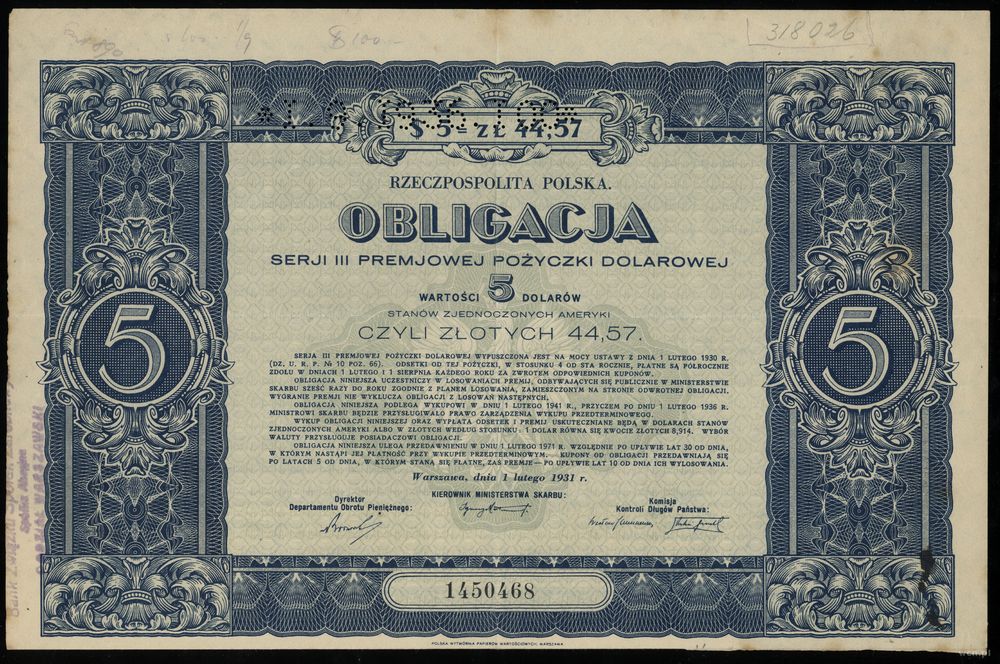 318026
$ 100-
$ 5- ZŁ 44,57
RZECZPOSPOLITA POLSKA.
OBLIGACJA
SERJI III PREMJOWEJ POŻYCZKI DOLAROWEJ
WARTOŚCI 5 DOLARÓW
STANÓW ZJEDNOCZONYCH AMERYKI
CZYLI ZŁOTYCH 44,57.
SERJA III PREMJOWEJ POŻYCZKI DOLAROWEJ WYPUSZCZONA JEST NA MOCY USTAWY Z DNIA 1 LUTEGO 1930 R.
(DZ. U. R. P. № 10 POZ. 66). ODSETKI OD TEJ POŻYCZKI, W STOSUNKU 4 OD STA ROCZNIE, PŁATNE SĄ PÓŁROCZNIE
ZDOŁU W DNIACH 1 LUTEGO I 1 SIERPNIA KAŻDEGO ROKU ZA ZWROTEM ODPOWIEDNICH KUPONÓW.
OBLIGACJA NINIEJSZA UCZESTNICZY W LOSOWANIACH PREMIJ, ODBYWAJĄCYCH SIĘ PUBLICZNIE W MINISTERSTWIE
SKARBU SZEŚĆ RAZY DO ROKU ZGODNIE Z PLANEM LOSOWANIA, ZAMIESZCZONYM NA STRONIE ODWROTNEJ OBLIGACJI.
WYGRANIE PREMJI NIE WYKLUCZA OBLIGACJI Z LOSOWAŃ NASTĘPNYCH.
OBLIGACJA NINIEJSZA PODLEGA WYKUPOWI W DNIU 1 LUTEGO 1941 R., PRZYCZEM PO DNIU 1 LUTEGO 1936 R.
MINISTROWI SKARBU BĘDZIE PRZYSŁUGIWAŁO PRAWO ZARZĄDZENIA WYKUPU PRZEDTERMINOWEGO.
WYKUP OBLIGACJI NINIEJSZEJ ORAZ WYPŁATA ODSETEK I PREMIJ USKUTECZNIANE BĘDĄ W DOLARACH STANÓW
ZJEDNOCZONYCH AMERYKI ALBO W ZŁOTYCH WEDŁUG STOSUNKU: 1 DOLAR RÓWNA SIĘ KWOCIE ZŁOTYCH 8,914. WYBÓR
WALUTY PRZYSŁUGUJE POSIADACZOWI OBLIGACJI.
OBLIGACJA NINIEJSZA ULEGA PRZEDAWNIENIU W DNIU 1 LUTEGO 1971 R. WZGLĘDNIE PO UPŁYWIE LAT 30 OD DNIA,
W KTÓRYM NASTĄPI JEJ PŁATNOŚĆ PRZY WYKUPIE PRZEDTERMINOWYM. KUPONY OD OBLIGACJI PRZEDAWNIAJĄ SIĘ
PO LATACH 5 OD DNIA, W KTÓRYM STANĄ SIĘ PŁATNE, ZAŚ PREMJE — PO UPŁYWIE LAT 10 OD DNIA ICH WYLOSOWANIA.
Warszawa, dnia 1 lutego 1931 r.
Dyrektor
Departamentu Obrotu Pieniężnego:
KIEROWNIK MINISTERSTWA SKARBU:
Komisja
Kontroli Długów Państwa:
5
5
1450468
POLSKA WYTWÓRNIA PAPIERÓW WARTOŚCIOWYCH, WARSZAWA
wcn.pl